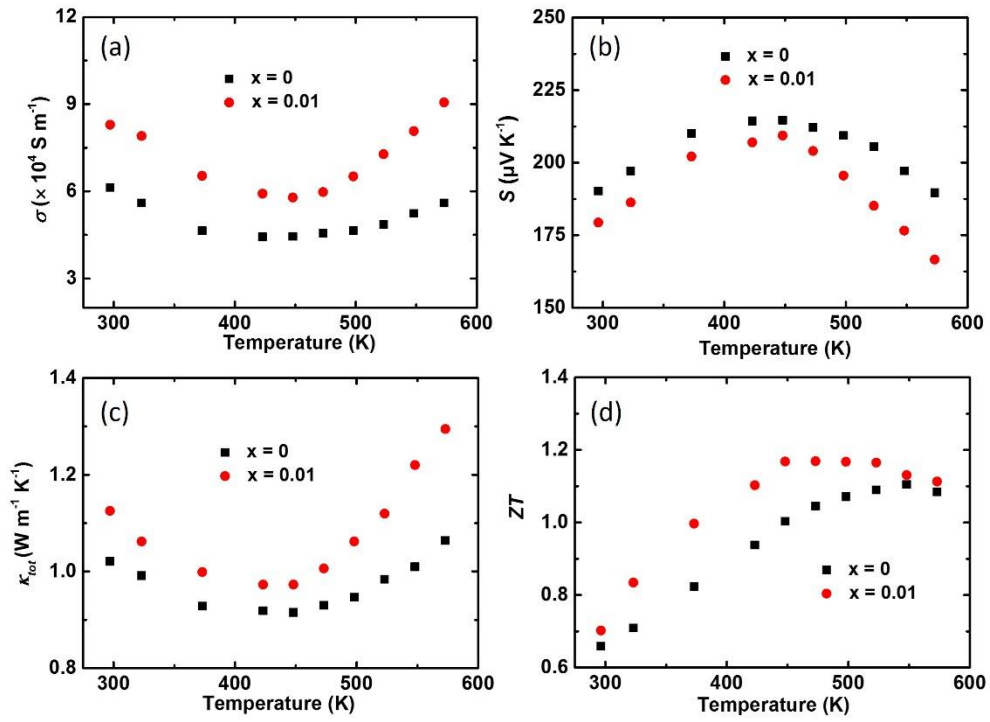 (a)
x = 0
x = 0.01
σ (× 10⁴ S m⁻¹)
12
9
6
3
300 400 500 600
Temperature (K)
(b)
x = 0
x = 0.01
S (µV K⁻¹)
250
225
200
175
150
300 400 500 600
Temperature (K)
(c)
x = 0
x = 0.01
κtot (W m⁻¹ K⁻¹)
1.4
1.2
1.0
0.8
300 400 500 600
Temperature (K)
(d)
x = 0
x = 0.01
ZT
1.4
1.2
1.0
0.8
0.6
300 400 500 600
Temperature (K)